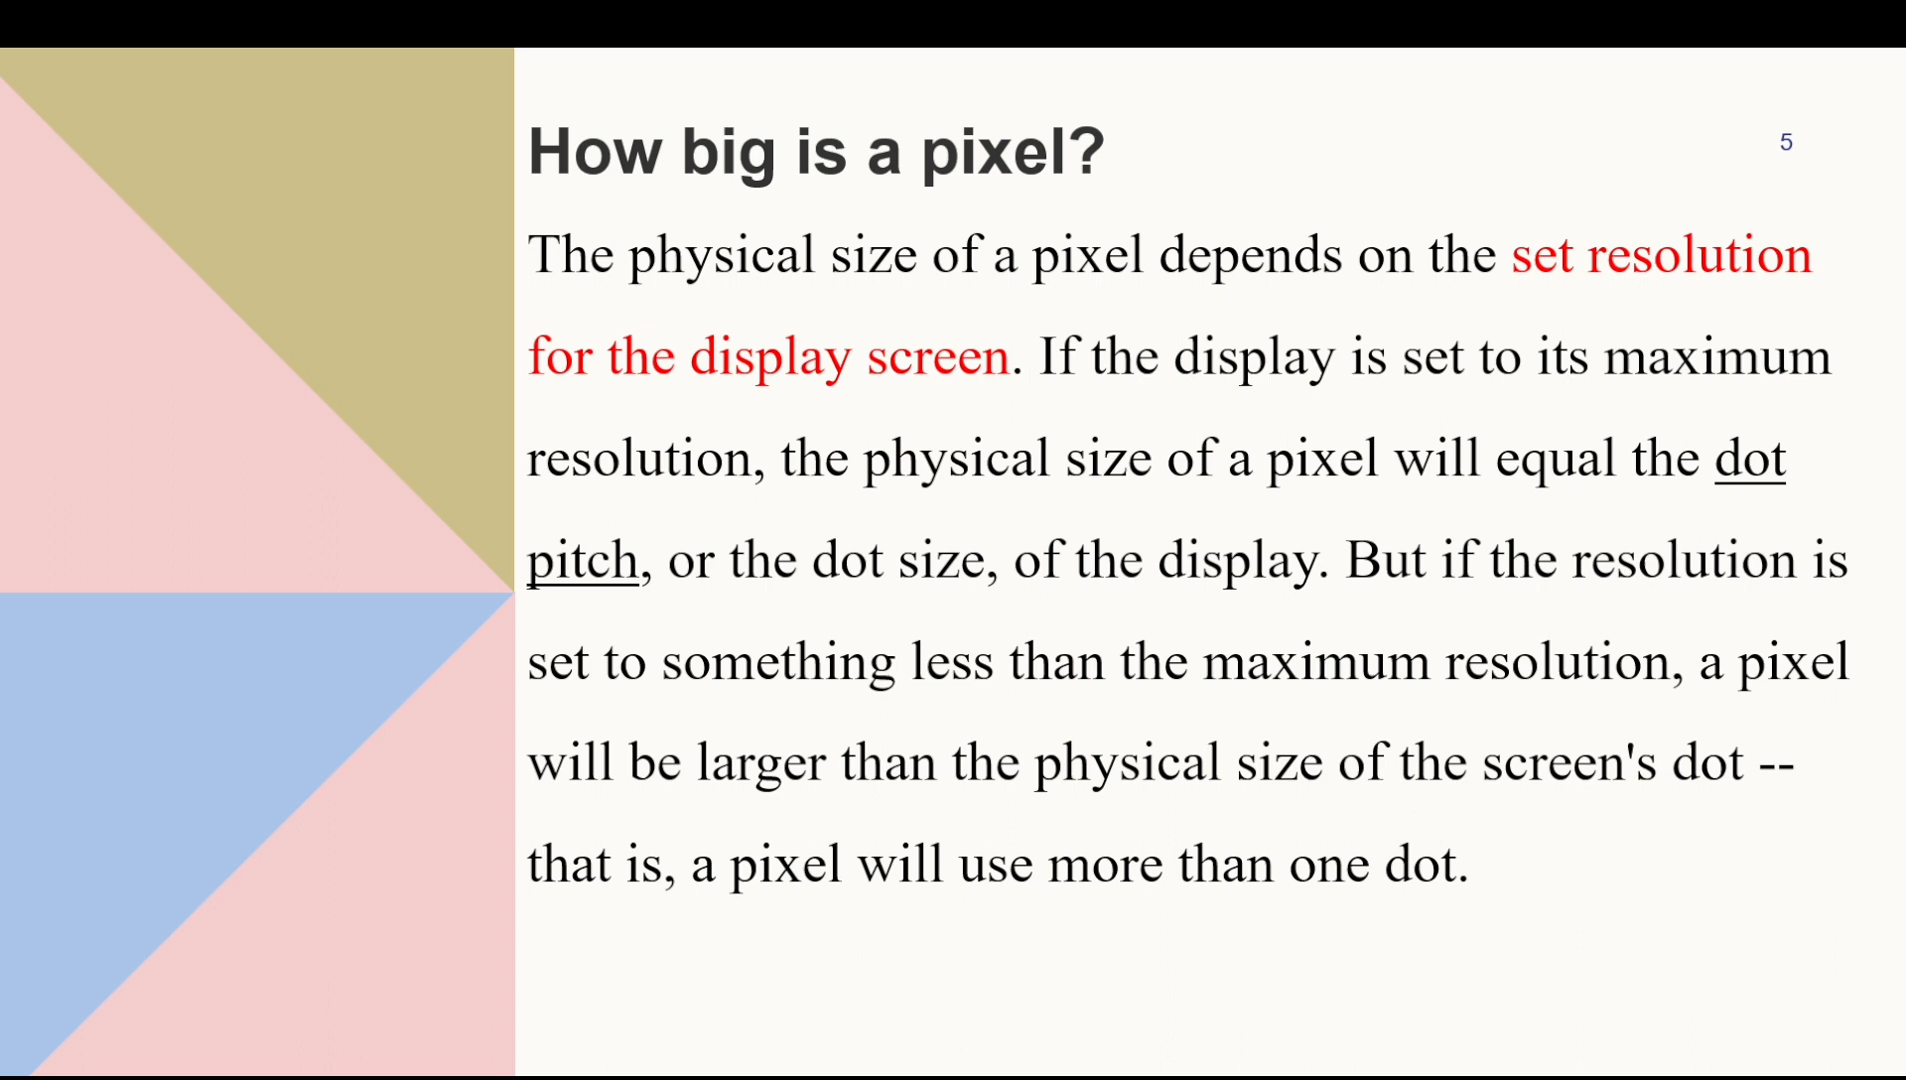 How big is a pixel?
5
The physical size of a pixel depends on the set resolution
for the display screen. If the display is set to its maximum
resolution, the physical size of a pixel will equal the dot
pitch, or the dot size, of the display. But if the resolution is
set to something less than the maximum resolution, a pixel
will be larger than the physical size of the screen's dot --
that is, a pixel will use more than one dot.